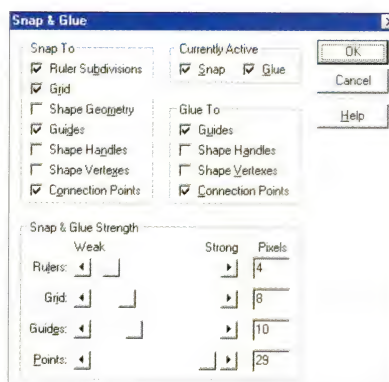 Snap & Glue
Snap To
Ruler Subdivisions
Grid
Shape Geometry
Guides
Shape Handles
Shape Vertexes
Connection Points
Currently Active
Snap
Glue
Glue To
Guides
Shape Handles
Shape Vertexes
Connection Points
OK
Cancel
Help
Snap & Glue Strength
Weak Strong Pixels
Rulers: 4
Grid: 8
Guides: 10
Points: 29